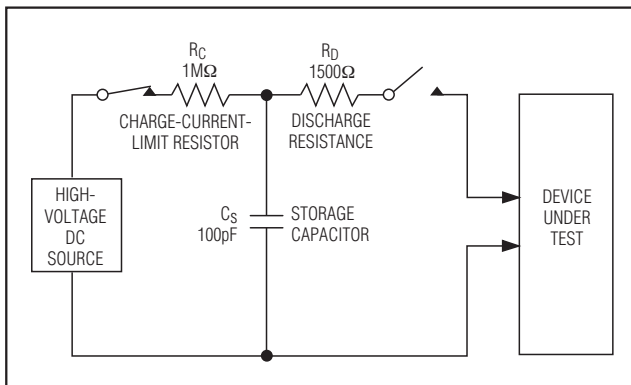 R_C
1MΩ
CHARGE-CURRENT-
LIMIT RESISTOR
R_D
1500Ω
DISCHARGE
RESISTANCE
HIGH-
VOLTAGE
DC
SOURCE
C_S
100pF
STORAGE
CAPACITOR
DEVICE
UNDER
TEST